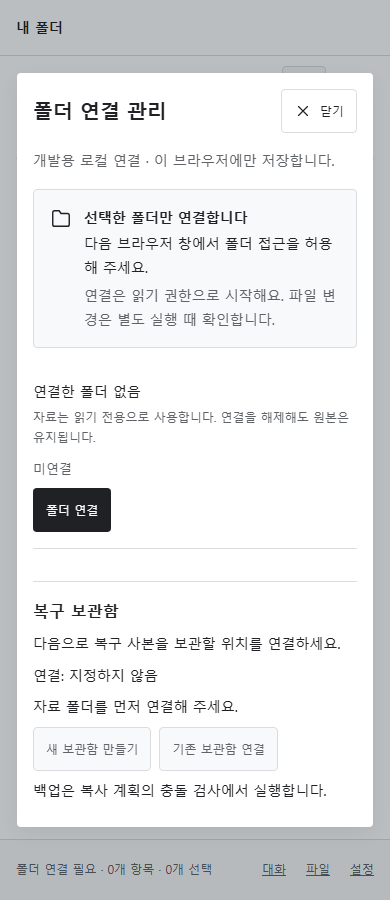 내 폴더
폴더 연결 관리
닫기
개발용 로컬 연결 · 이 브라우저에만 저장합니다.
선택한 폴더만 연결합니다
다음 브라우저 창에서 폴더 접근을 허용
해 주세요.
연결은 읽기 권한으로 시작해요. 파일 변
경은 별도 실행 때 확인합니다.
연결한 폴더 없음
자료는 읽기 전용으로 사용합니다. 연결을 해제해도 원본은
유지됩니다.
미연결
폴더 연결
복구 보관함
다음으로 복구 사본을 보관할 위치를 연결하세요.
연결: 지정하지 않음
자료 폴더를 먼저 연결해 주세요.
새 보관함 만들기
기존 보관함 연결
백업은 복사 계획의 충돌 검사에서 실행합니다.
폴더 연결 필요 · 0개 항목 · 0개 선택
대화
파일
설정